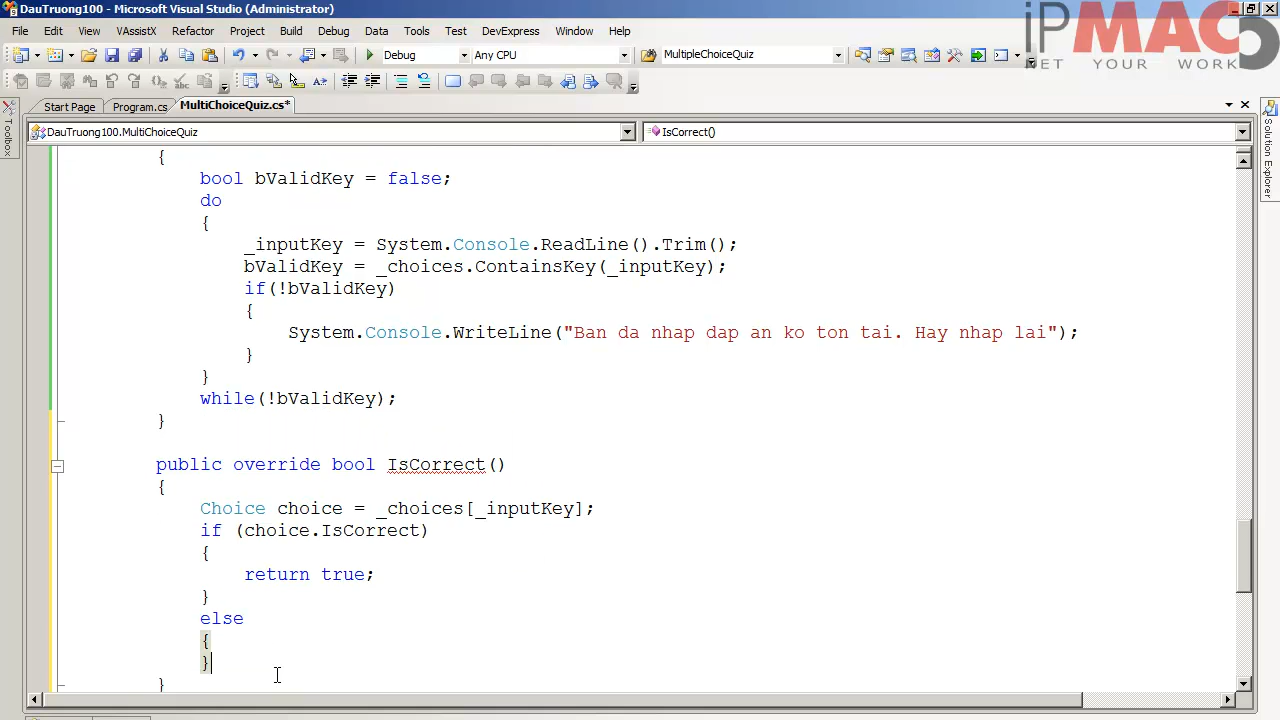 DauTruong100 - Microsoft Visual Studio (Administrator)
File Edit View VAssistX Refactor Project Build Debug Data Tools Test DevExpress Window Help
Debug Any CPU MultipleChoiceQuiz
iPMAC
NET YOUR WORK
Start Page Program.cs MultiChoiceQuiz.cs*
DauTruong100.MultiChoiceQuiz IsCorrect()
Toolbox
Solution Explorer
{
bool bValidKey = false;
do
{
_inputKey = System.Console.ReadLine().Trim();
bValidKey = _choices.ContainsKey(_inputKey);
if(!bValidKey)
{
System.Console.WriteLine("Ban da nhap dap an ko ton tai. Hay nhap lai");
}
}
while(!bValidKey);
}
public override bool IsCorrect()
{
Choice choice = _choices[_inputKey];
if (choice.IsCorrect)
{
return true;
}
else
{
}
}